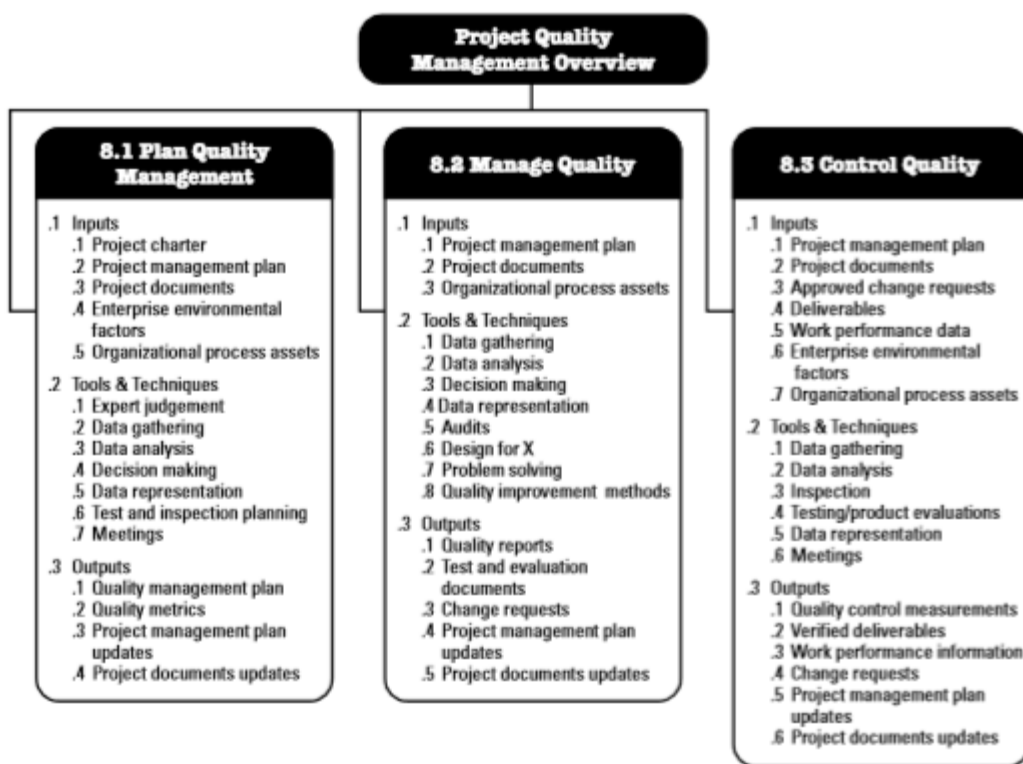 Project Quality
Management Overview
8.1 Plan Quality
Management
.1 Inputs
.1 Project charter
.2 Project management plan
.3 Project documents
.4 Enterprise environmental
factors
.5 Organizational process assets
.2 Tools & Techniques
.1 Expert judgement
.2 Data gathering
.3 Data analysis
.4 Decision making
.5 Data representation
.6 Test and inspection planning
.7 Meetings
.3 Outputs
.1 Quality management plan
.2 Quality metrics
.3 Project management plan
updates
.4 Project documents updates
8.2 Manage Quality
.1 Inputs
.1 Project management plan
.2 Project documents
.3 Organizational process assets
.2 Tools & Techniques
.1 Data gathering
.2 Data analysis
.3 Decision making
.4 Data representation
.5 Audits
.6 Design for X
.7 Problem solving
.8 Quality improvement methods
.3 Outputs
.1 Quality reports
.2 Test and evaluation
documents
.3 Change requests
.4 Project management plan
updates
.5 Project documents updates
8.3 Control Quality
.1 Inputs
.1 Project management plan
.2 Project documents
.3 Approved change requests
.4 Deliverables
.5 Work performance data
.6 Enterprise environmental
factors
.7 Organizational process assets
.2 Tools & Techniques
.1 Data gathering
.2 Data analysis
.3 Inspection
.4 Testing/product evaluations
.5 Data representation
.6 Meetings
.3 Outputs
.1 Quality control measurements
.2 Verified deliverables
.3 Work performance information
.4 Change requests
.5 Project management plan
updates
.6 Project documents updates